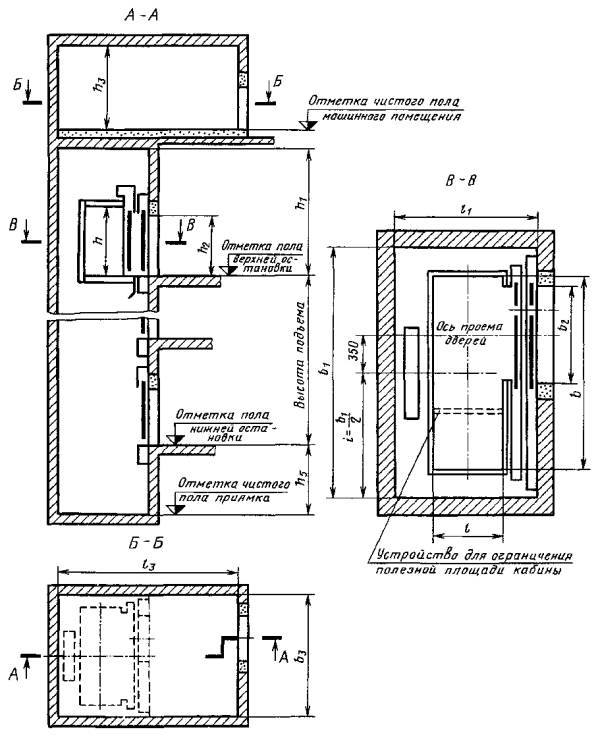 А - А
Б
Б
h3
Отметка чистого пола
машинного помещения
В
В
h
h1
h2
Отметка пола
верхней ос-
тановки
Высота подъема
Отметка пола
нижней оста-
новки
h5
Отметка чистого
пола приямка
В - В
l1
Ось проема
дверей
350
b1
b2
b
i=b1/2
l
Устройство для ограничения
полезной площади кабины
Б - Б
l3
А
А
b3